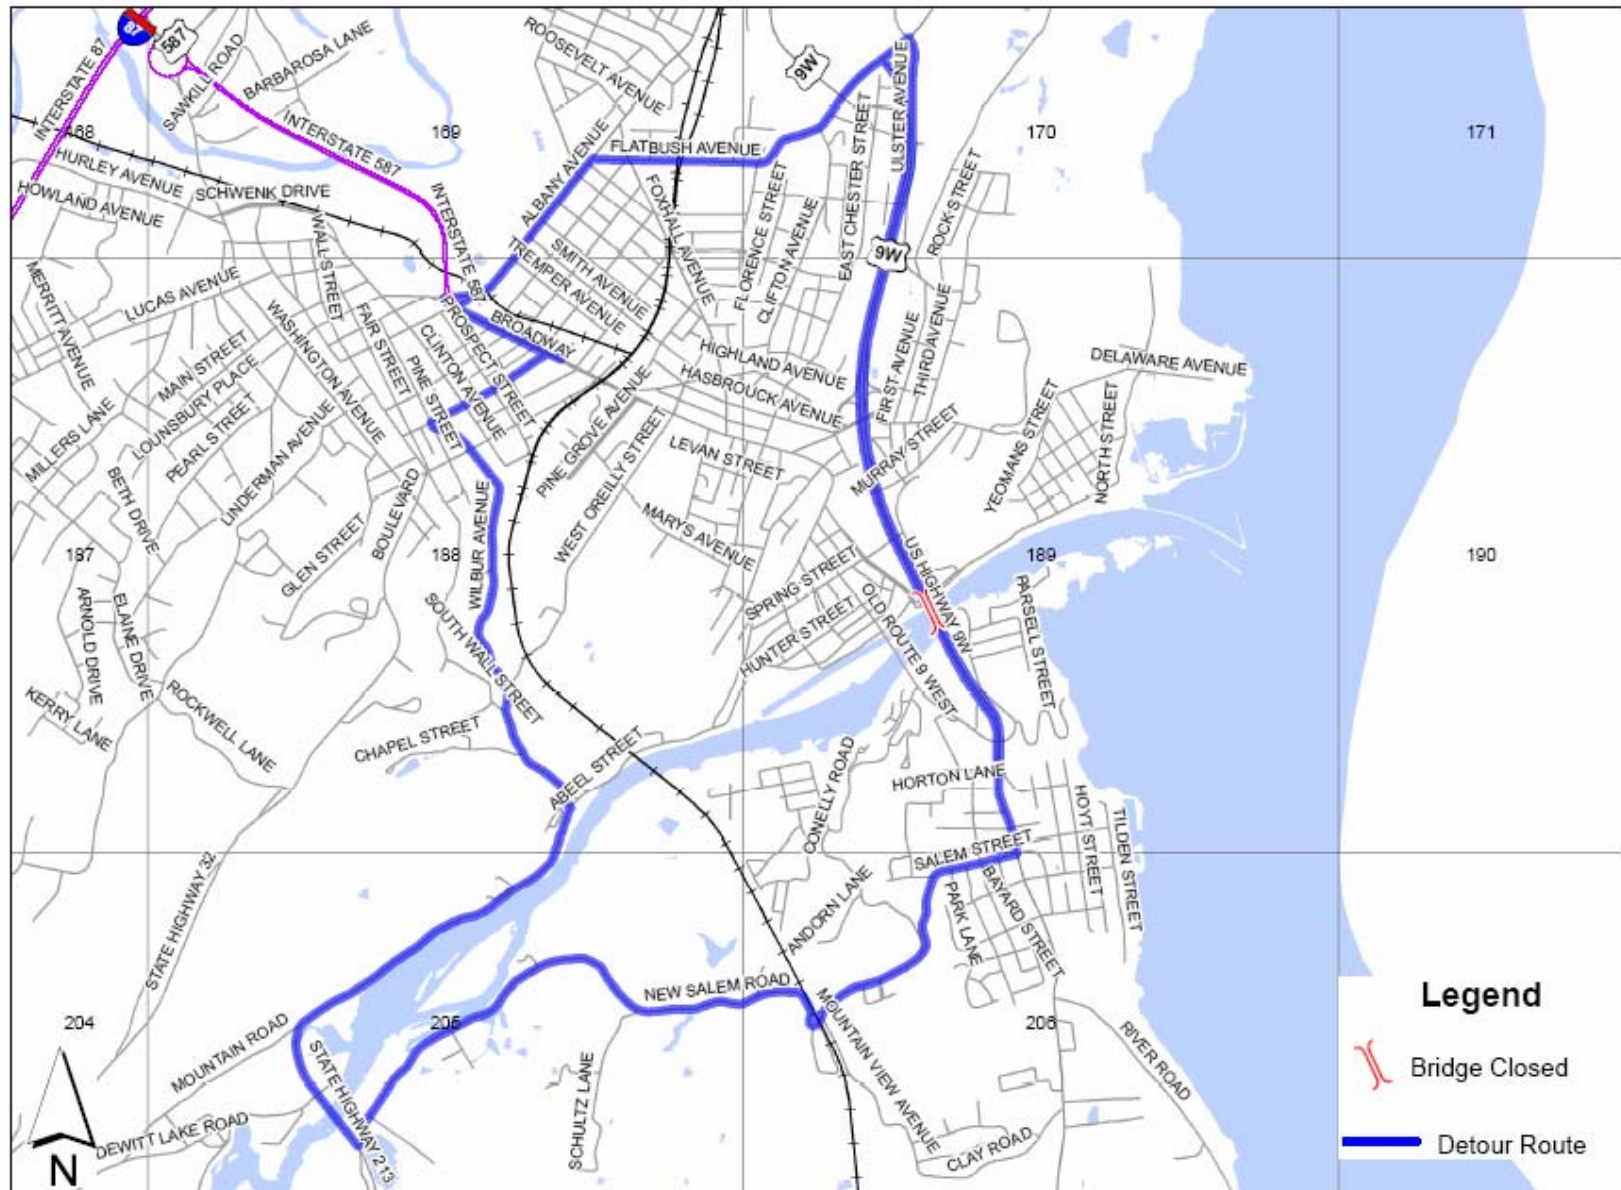 87
587
INTERSTATE 87
SAWKILL ROAD
BARBAROSA LANE
ROOSEVELT AVENUE
9W
ULSTER AVENUE
168
169
170
171
INTERSTATE 587
HURLEY AVENUE
HOWLAND AVENUE
SCHWENK DRIVE
INTERSTATE 587
ALBANY AVENUE
FLATBUSH AVENUE
FOXHALL AVENUE
FLORENCE STREET
CLIFTON AVENUE
EAST CHESTER STREET
ROCK STREET
9W
MERRITT AVENUE
LUCAS AVENUE
WALL STREET
TREMPER AVENUE
SMITH AVENUE
WASHINGTON AVENUE
FAIR STREET
PROSPECT STREET
BROADWAY
CLINTON AVENUE
PINE STREET
MAIN STREET
LOUNSBURY PLACE
PEARL STREET
MILLERS LANE
LINDERMAN AVENUE
HIGHLAND AVENUE
HASBROUCK AVENUE
FIRST AVENUE
THIRD AVENUE
DELAWARE AVENUE
PINE GROVE AVENUE
WEST OREILLY STREET
LEVAN STREET
MURRAY STREET
YEOMANS STREET
NORTH STREET
BETH DRIVE
GLEN STREET
BOULEVARD
WILBUR AVENUE
MARYS AVENUE
187
188
189
190
ARNOLD DRIVE
ELAINE DRIVE
SOUTH WALL STREET
SPRING STREET
HUNTER STREET
OLD ROUTE 9 WEST
US HIGHWAY 9W
PARSELL STREET
KERRY LANE
ROCKWELL LANE
CHAPEL STREET
ABEEL STREET
CONELLY ROAD
HORTON LANE
HOYT STREET
TILDEN STREET
SALEM STREET
STATE HIGHWAY 32
ANDORN LANE
PARK LANE
BAYARD STREET
NEW SALEM ROAD
204
205
206
MOUNTAIN ROAD
STATE HIGHWAY 213
DEWITT LAKE ROAD
SCHULTZ LANE
MOUNTAIN VIEW AVENUE
CLAY ROAD
RIVER ROAD
N
Legend
Bridge Closed
Detour Route